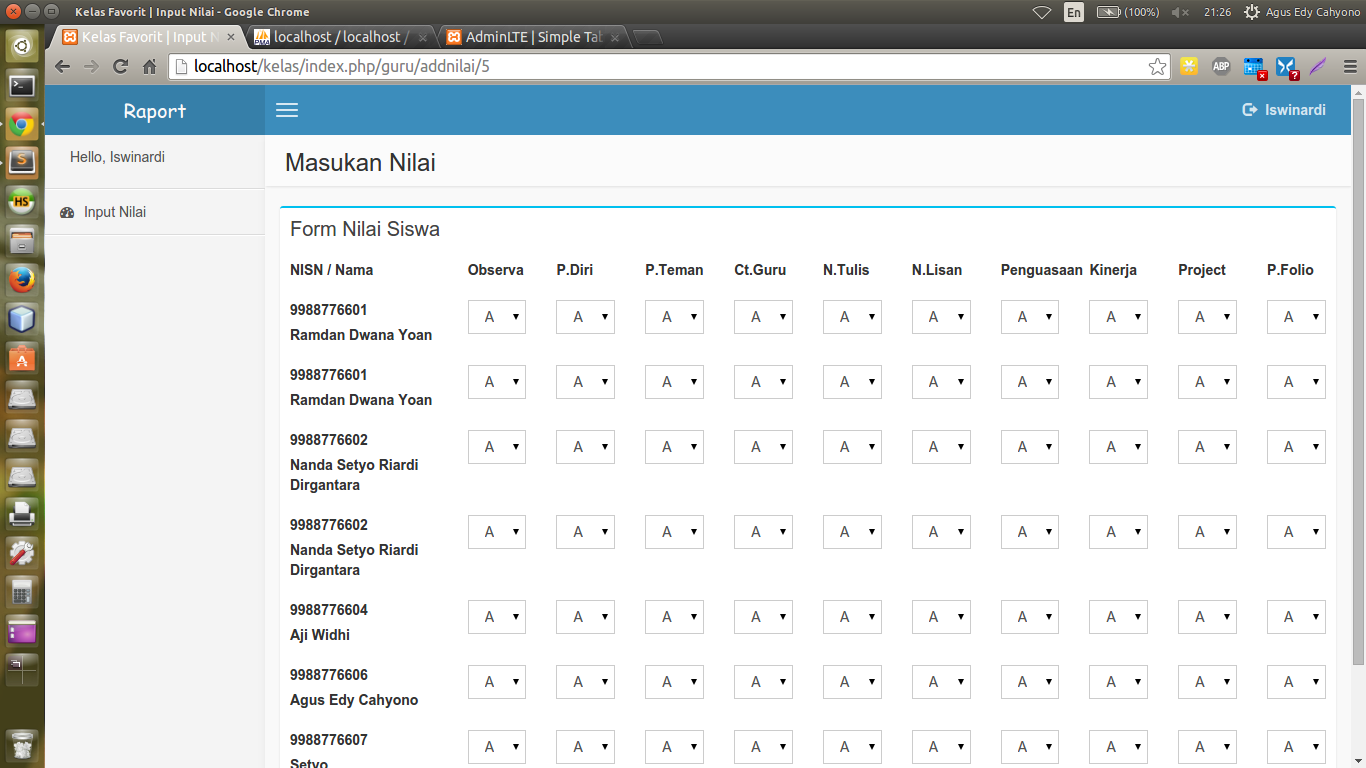 Kelas Favorit | Input Nilai - Google Chrome
En (100%) 21:26 Agus Edy Cahyono
Kelas Favorit | Input N localhost / localhost / AdminLTE | Simple Tab
localhost/kelas/index.php/guru/addnilai/5 ABP
Raport Iswinardi
Hello, Iswinardi
Input Nilai
Masukan Nilai
Form Nilai Siswa
NISN / Nama Observa P.Diri P.Teman Ct.Guru N.Tulis N.Lisan Penguasaan Kinerja Project P.Folio
9988776601 A A A A A A A A A A
Ramdan Dwana Yoan
9988776601 A A A A A A A A A A
Ramdan Dwana Yoan
9988776602 A A A A A A A A A A
Nanda Setyo Riardi
Dirgantara
9988776602 A A A A A A A A A A
Nanda Setyo Riardi
Dirgantara
9988776604 A A A A A A A A A A
Aji Widhi
9988776606 A A A A A A A A A A
Agus Edy Cahyono
9988776607 A A A A A A A A A A
Setyo